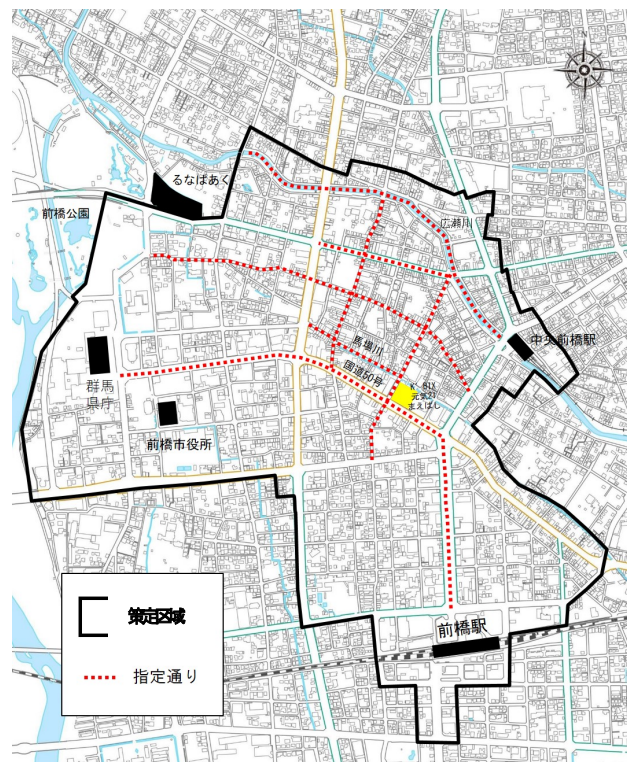 N
るなぱあく
前橋公園
広瀬川
中央前橋駅
馬場川
国道50号
K'BIX
元気21
まえばし
群馬
県庁
前橋市役所
策定区域
指定通り
前橋駅